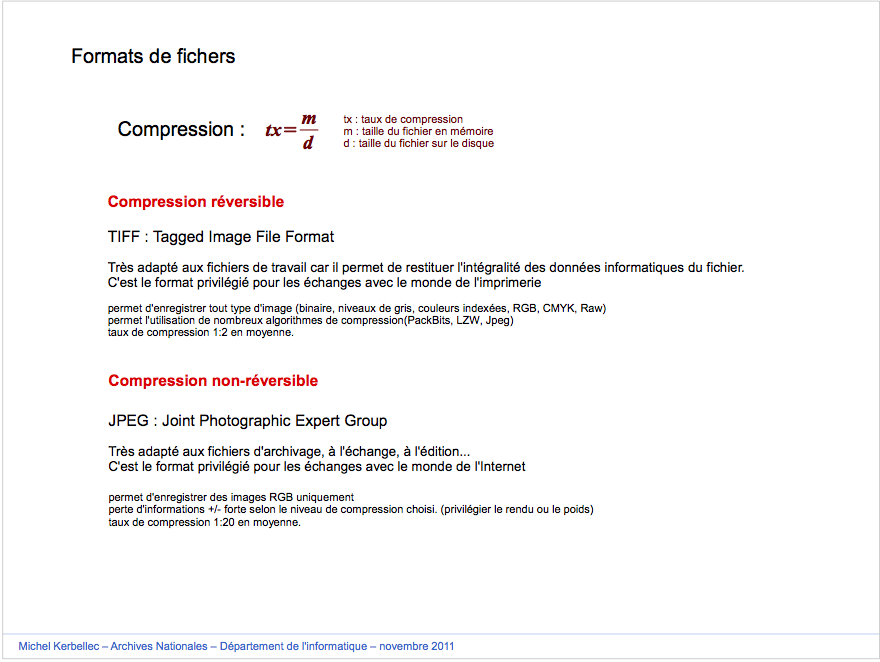 Formats de fichers
Compression : tx = m/d
tx : taux de compression
m : taille du fichier en mémoire
d : taille du fichier sur le disque
Compression réversible
TIFF : Tagged Image File Format
Très adapté aux fichiers de travail car il permet de restituer l'intégralité des données informatiques du fichier.
C'est le format privilégié pour les échanges avec le monde de l'imprimerie
permet d'enregistrer tout type d'image (binaire, niveaux de gris, couleurs indexées, RGB, CMYK, Raw)
permet l'utilisation de nombreux algorithmes de compression(PackBits, LZW, Jpeg)
taux de compression 1:2 en moyenne.
Compression non-réversible
JPEG : Joint Photographic Expert Group
Très adapté aux fichiers d'archivage, à l'échange, à l'édition...
C'est le format privilégié pour les échanges avec le monde de l'Internet
permet d'enregistrer des images RGB uniquement
perte d'informations +/- forte selon le niveau de compression choisi. (privilégier le rendu ou le poids)
taux de compression 1:20 en moyenne.
Michel Kerbellec – Archives Nationales – Département de l'informatique – novembre 2011